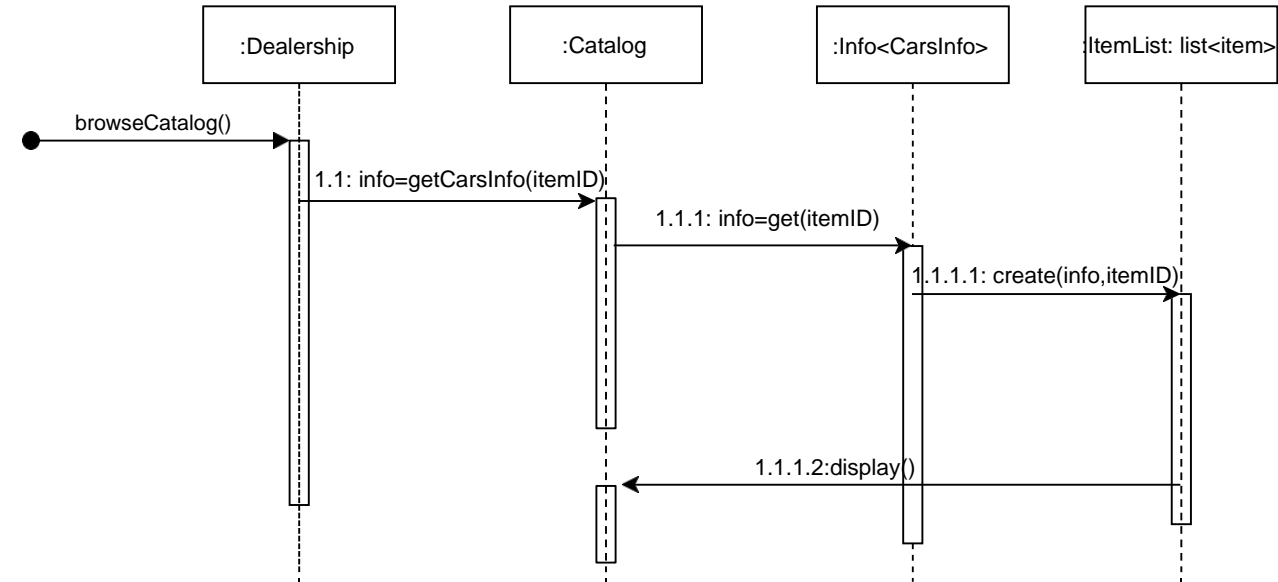 :Dealership
:Catalog
:Info<CarsInfo>
:ItemList: list<item>
browseCatalog()
1.1: info=getCarsInfo(itemID)
1.1.1: info=get(itemID)
1.1.1.1: create(info,itemID)
1.1.1.2:display()